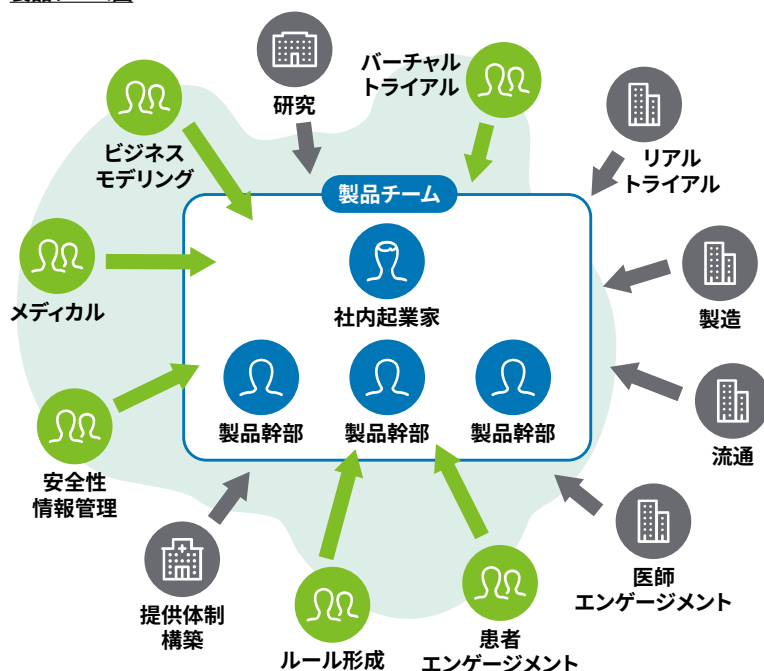 バーチャル
トライアル
研究
ビジネス
モデリング
リアル
トライアル
製品チーム
社内起業家
メディカル
製造
製品幹部
製品幹部
製品幹部
流通
安全性
情報管理
医師
エンゲージメント
提供体制
構築
ルール形成
患者
エンゲージメント